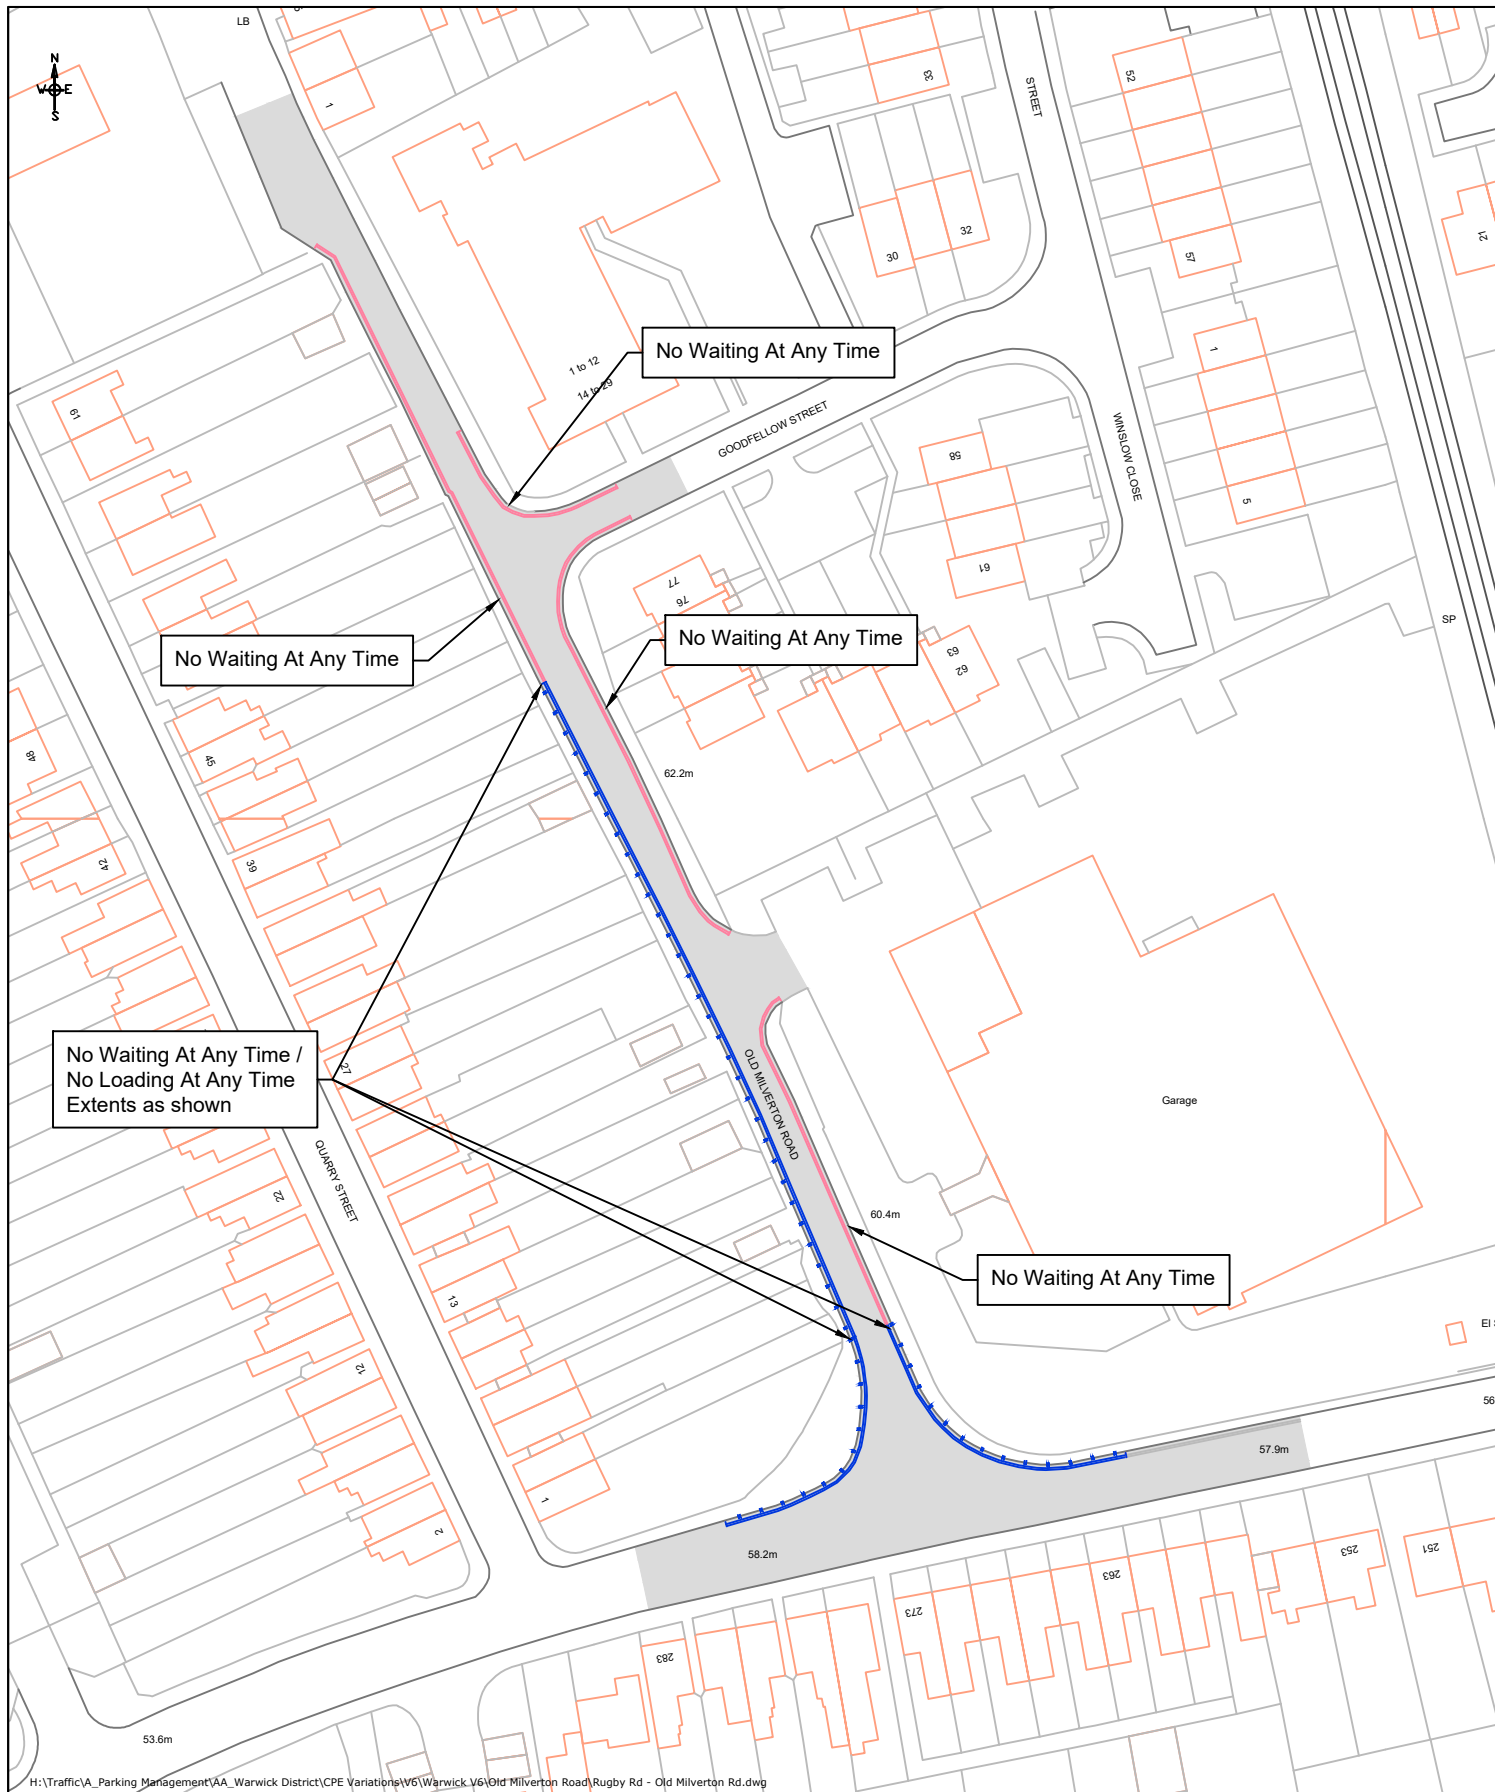 LB
N
W E
S
1
33
STREET
52
32
30
57
21
No Waiting At Any Time
1 to 12
14 to 29
1
61
GOODFELLOW STREET
58
WINSLOW CLOSE
5
61
77
76
SP
No Waiting At Any Time
No Waiting At Any Time
63
62
48
45
62.2m
42
39
No Waiting At Any Time /
No Loading At Any Time
Extents as shown
27
OLD MILVERTON ROAD
Garage
QUARRY STREET
22
60.4m
No Waiting At Any Time
13
El S
12
56
57.9m
1
2
58.2m
263
253
251
273
283
53.6m
H:\Traffic\A_Parking Management\AA_Warwick District\CPE Variations\V6\Warwick V6\Old Milverton Road\Rugby Rd - Old Milverton Rd.dwg